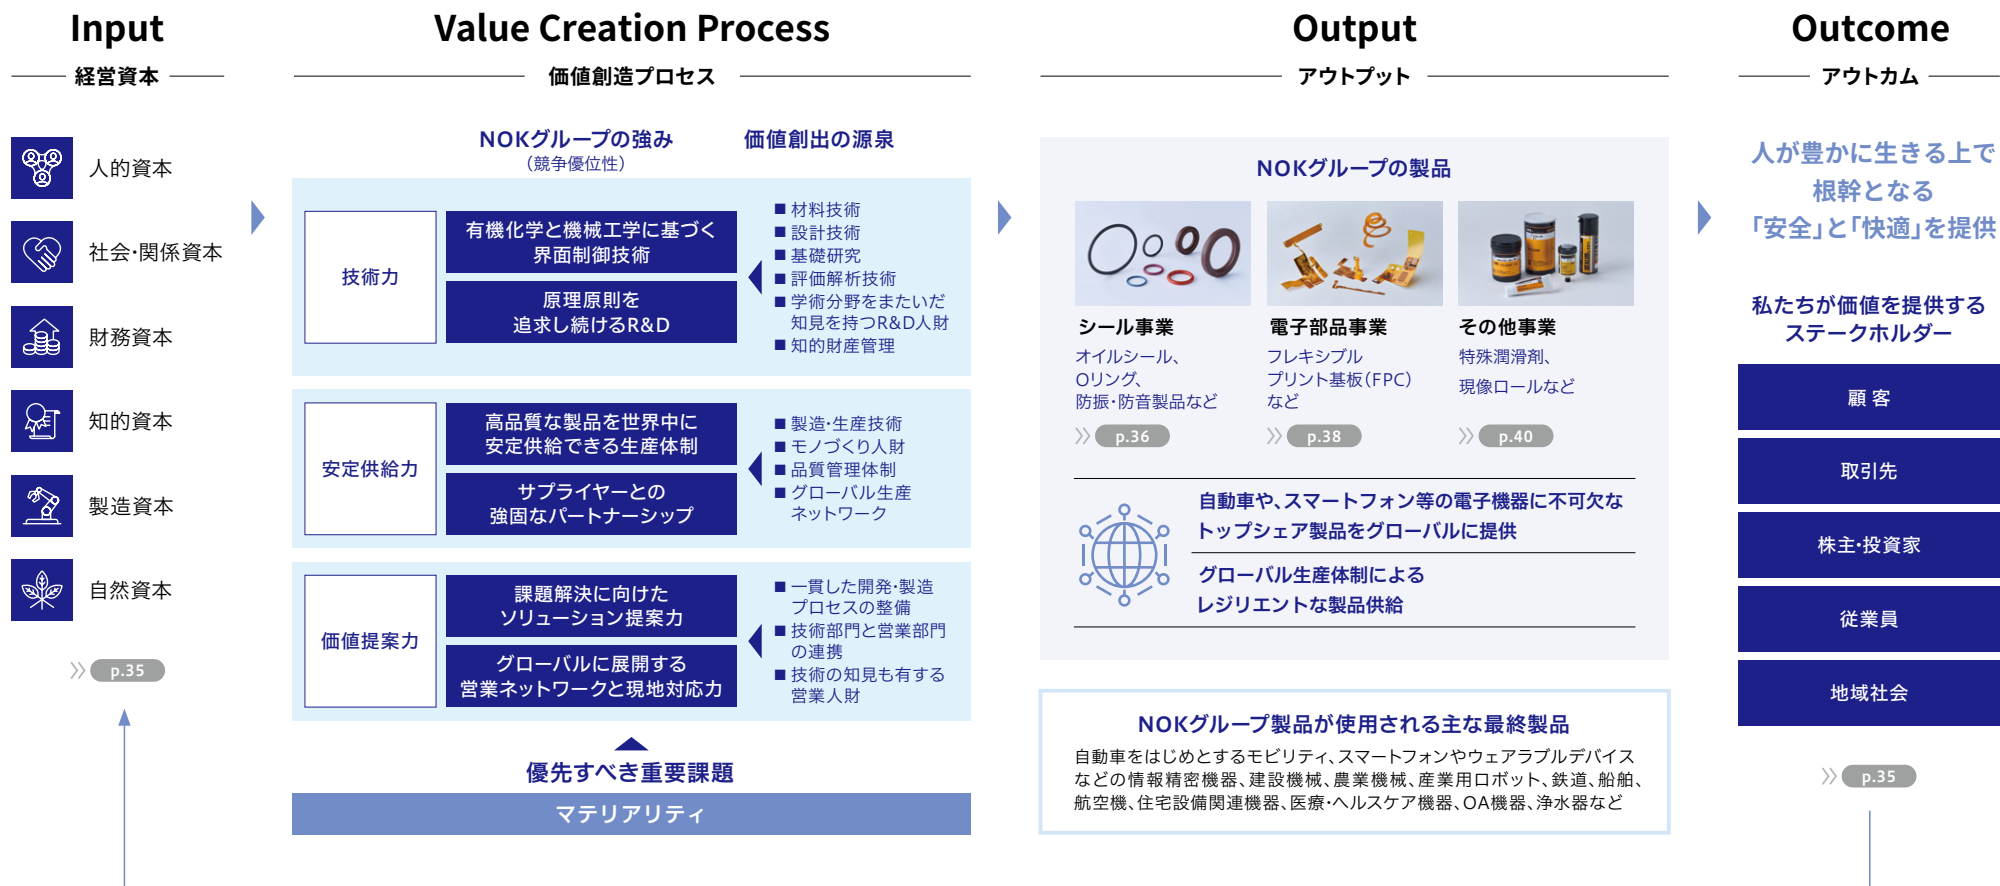 Input
経営資本
人的資本
社会・関係資本
財務資本
知的資本
製造資本
自然資本
p.35
Value Creation Process
価値創造プロセス
NOKグループの強み
（競争優位性）
価値創出の源泉
技術力
有機化学と機械工学に基づく
界面制御技術
原理原則を
追求し続けるR&D
■ 材料技術
■ 設計技術
■ 基礎研究
■ 評価解析技術
■ 学術分野をまたいだ
知見を持つR&D人財
■ 知的財産管理
安定供給力
高品質な製品を世界中に
安定供給できる生産体制
サプライヤーとの
強固なパートナーシップ
■ 製造・生産技術
■ モノづくり人財
■ 品質管理体制
■ グローバル生産
ネットワーク
価値提案力
課題解決に向けた
ソリューション提案力
グローバルに展開する
営業ネットワークと現地対応力
■ 一貫した開発・製造
プロセスの整備
■ 技術部門と営業部門
の連携
■ 技術の知見も有する
営業人財
優先すべき重要課題
マテリアリティ
Output
アウトプット
NOKグループの製品
シール事業
オイルシール、
Oリング、
防振・防音製品など
p.36
電子部品事業
フレキシブル
プリント基板（FPC）
など
p.38
その他事業
特殊潤滑剤、
現像ロールなど
p.40
自動車や、スマートフォン等の電子機器に不可欠な
トップシェア製品をグローバルに提供
グローバル生産体制による
レジリエントな製品供給
NOKグループ製品が使用される主な最終製品
自動車をはじめとするモビリティ、スマートフォンやウェアラブルデバイス
などの情報精密機器、建設機械、農業機械、産業用ロボット、鉄道、船舶、
航空機、住宅設備関連機器、医療・ヘルスケア機器、OA機器、浄水器など
Outcome
アウトカム
人が豊かに生きる上で
根幹となる
「安全」と「快適」を提供
私たちが価値を提供する
ステークホルダー
顧 客
取引先
株主・投資家
従業員
地域社会
p.35